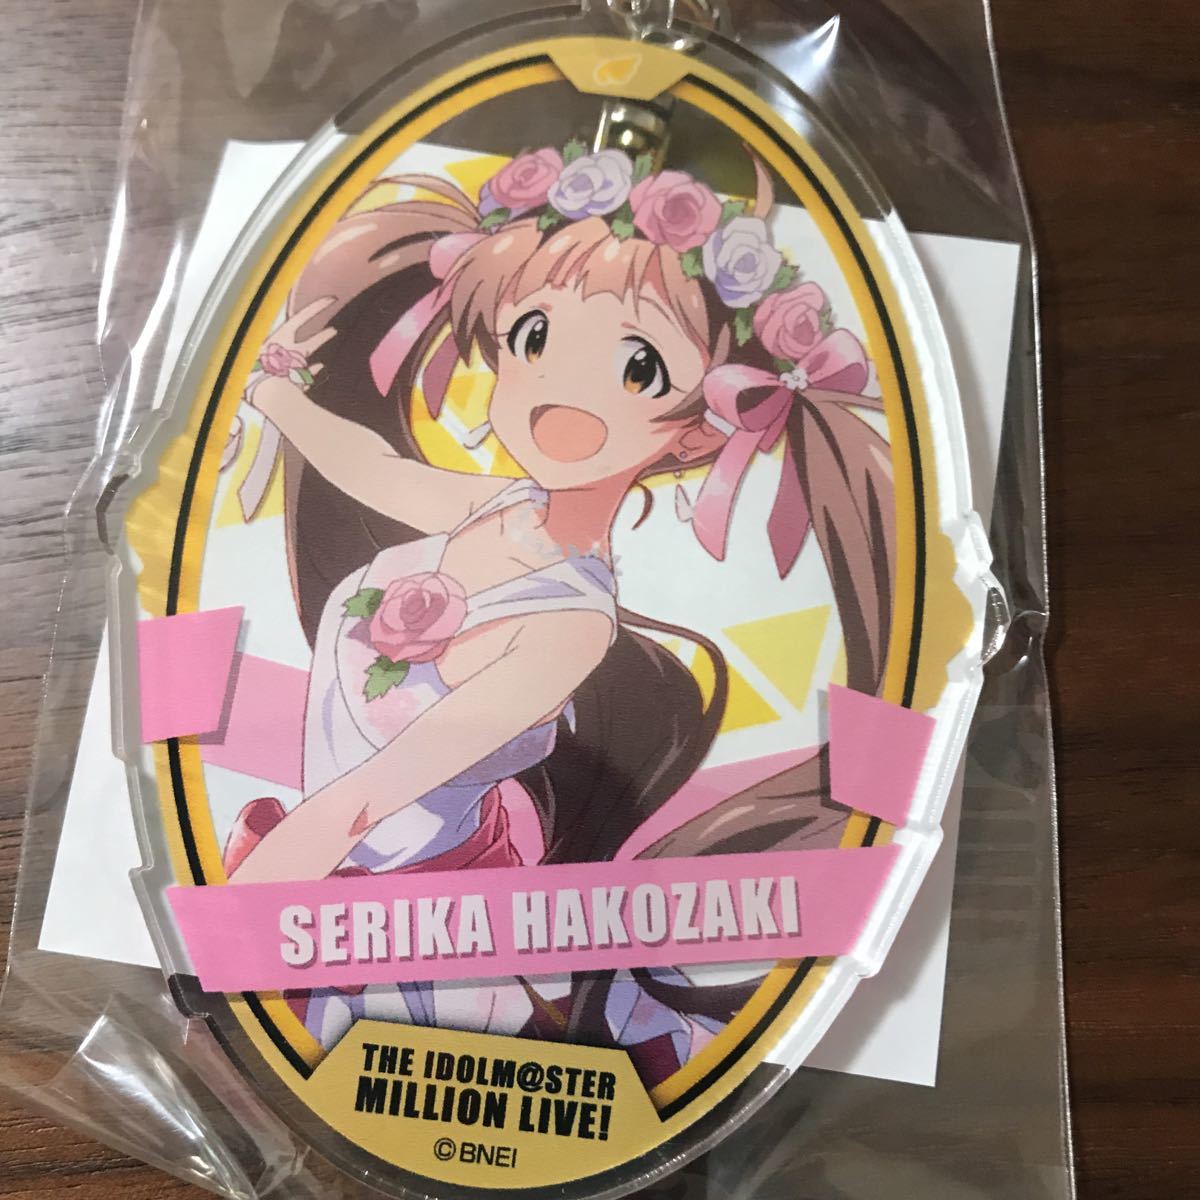 SERIKA HAKOZAKI
THE IDOLM@STER
MILLION LIVE!
©BNEI